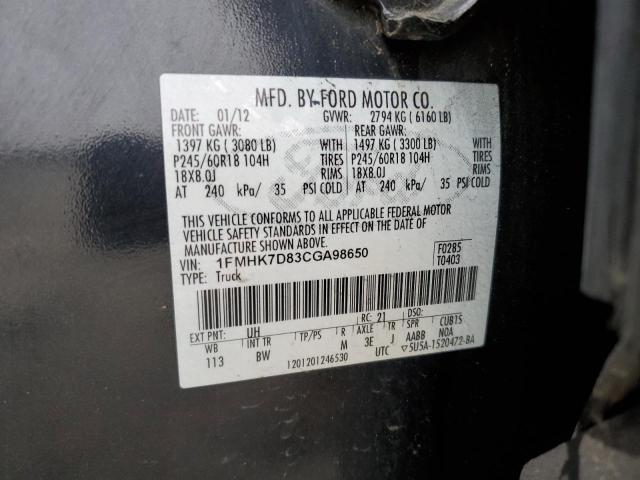 MFD. BY FORD MOTOR CO.
DATE: 01/12 GVWR: 2794 KG ( 6160 LB)
FRONT GAWR: REAR GAWR:
1397 KG ( 3080 LB) WITH 1497 KG ( 3300 LB) WITH
P245/60R18 104H TIRES P245/60R18 104H TIRES
18X8.0J RIMS 18X8.0J RIMS
AT 240 kPa/ 35 PSI COLD AT 240 kPa/ 35 PSI COLD
THIS VEHICLE CONFORMS TO ALL APPLICABLE FEDERAL MOTOR
VEHICLE SAFETY STANDARDS IN EFFECT ON THE DATE OF
MANUFACTURE SHOWN ABOVE.
VIN: 1FMHK7D83CGA98650 F0285
TYPE: Truck T0403
EXT PNT: UH RC: 21
WB INT TR TP/PS R AXLE TR SPR CUBTS
113 BW M 3E J AABB NOA
1201201246530 UTC ▽5U5A-1520472-BA